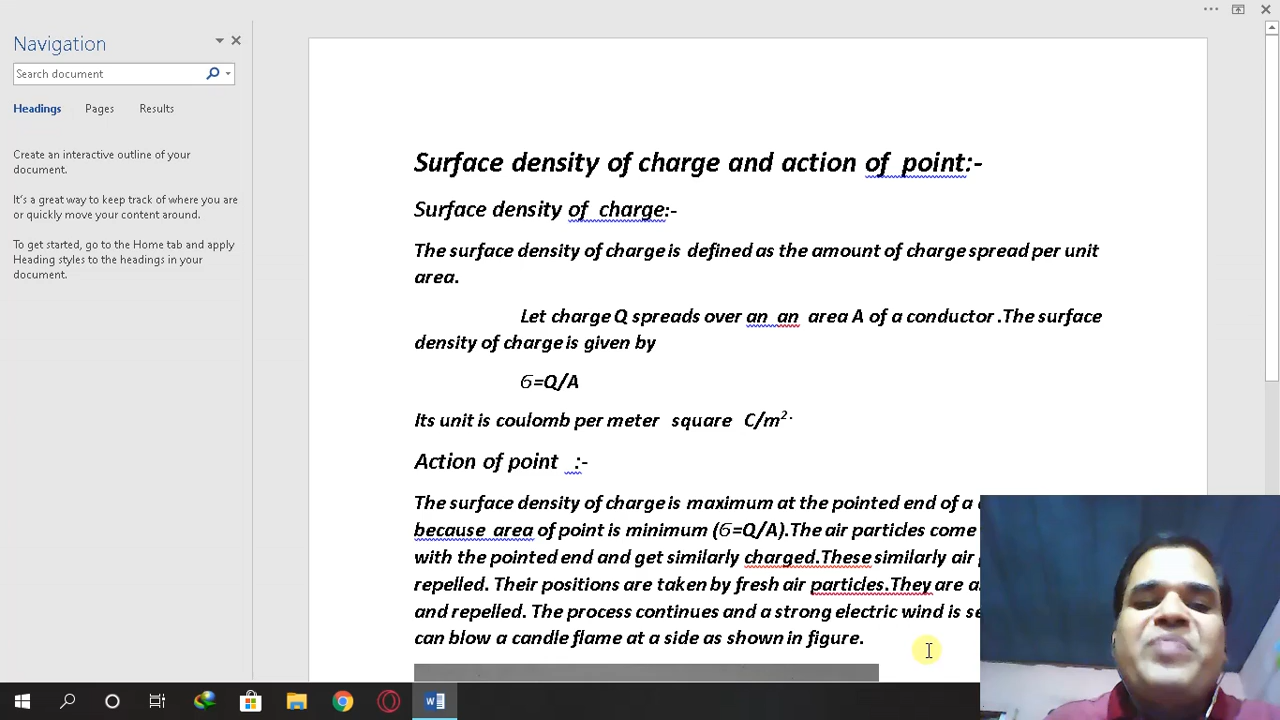 Navigation
Search document
Headings Pages Results
Create an interactive outline of your
document.
It's a great way to keep track of where you are
or quickly move your content around.
To get started, go to the Home tab and apply
Heading styles to the headings in your
document.
Surface density of charge and action of point:-
Surface density of charge:-
The surface density of charge is defined as the amount of charge spread per unit
area.
Let charge Q spreads over an an area A of a conductor .The surface
density of charge is given by
Ϭ=Q/A
Its unit is coulomb per meter square C/m².
Action of point :-
The surface density of charge is maximum at the pointed end of a
because area of point is minimum (Ϭ=Q/A).The air particles come
with the pointed end and get similarly charged.These similarly air
repelled. Their positions are taken by fresh air particles.They are
and repelled. The process continues and a strong electric wind is
can blow a candle flame at a side as shown in figure.